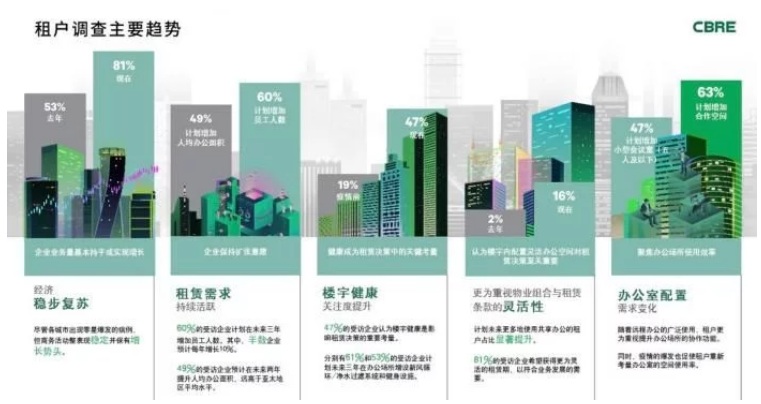 租户调查主要趋势
CBRE
53%
去年
81%
现在
企业业务量基本持平或实现增长
经济
稳步复苏
尽管各城市出现零星爆发的病例，
但商务活动整表现稳定并保有增
长势头。
49%
计划增加
人均办公面积
60%
计划增加
员工人数
企业保持扩张意愿
租赁需求
持续活跃
60%的受访企业计划在未来三年
增加员工人数，其中，半数企业
预计每年增长10%。
49%的受访企业预计在未来两年
提升人均办公面积，远高于亚太地
区平均水平。
19%
疫情前
47%
现在
健康成为租赁决策中的关键考量
楼宇健康
关注度提升
47%的受访企业认为楼宇健康是影
响租赁决策的重要考量。
分别有61%和53%的受访企业计
划未来三年在办公场所增设新风循
环/净水过滤系统和健身设施。
2%
去年
16%
现在
认为楼宇内配置灵活办公空间对租
赁决策至关重要
更为重视物业组合与租赁
条款的灵活性
计划未来更多地使用共享办公的租
户占比显著提升。
81%的受访企业希望获得更为灵
活的租赁期，以符合业务发展的需
要。
47%
计划增加
小型会议室（五
人及以下）
63%
计划增加
合作空间
聚焦办公场所使用效率
办公室配置
需求变化
随着远程办公的广泛使用，租户更
为重视提升办公场所的协作功能。
同时，疫情的爆发也促使租户重新
考量办公室的空间使用率。